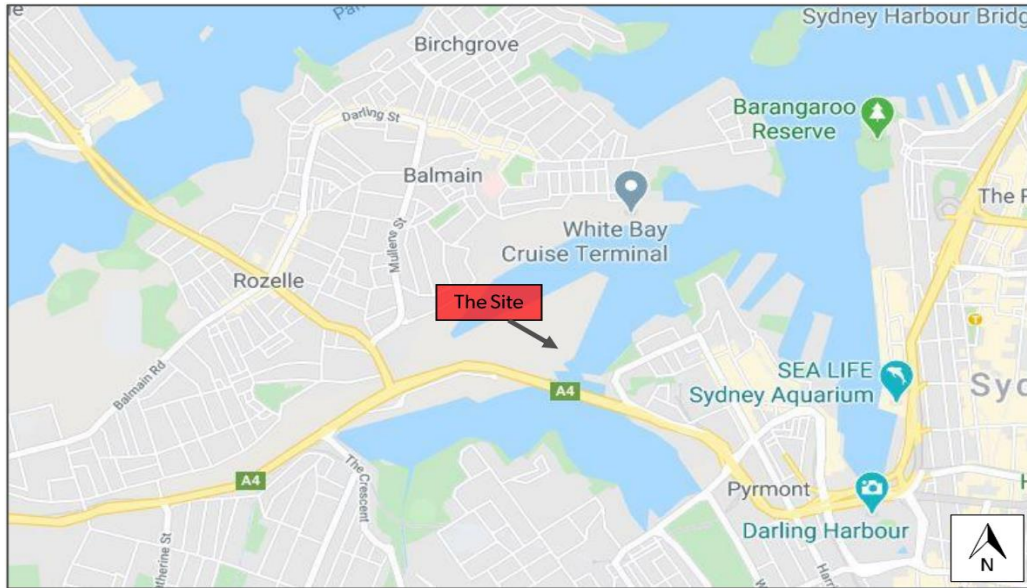 Sydney Harbour Bridg
Birchgrove
Barangaroo
Reserve
Darling St
Balmain
The
White Bay
Cruise Terminal
Mullens St
Rozelle
The Site
SEA LIFE
Sydney Aquarium
Syd
Balmain Rd
A4
A4
The Crescent
Pyrmont
Darling Harbour
N